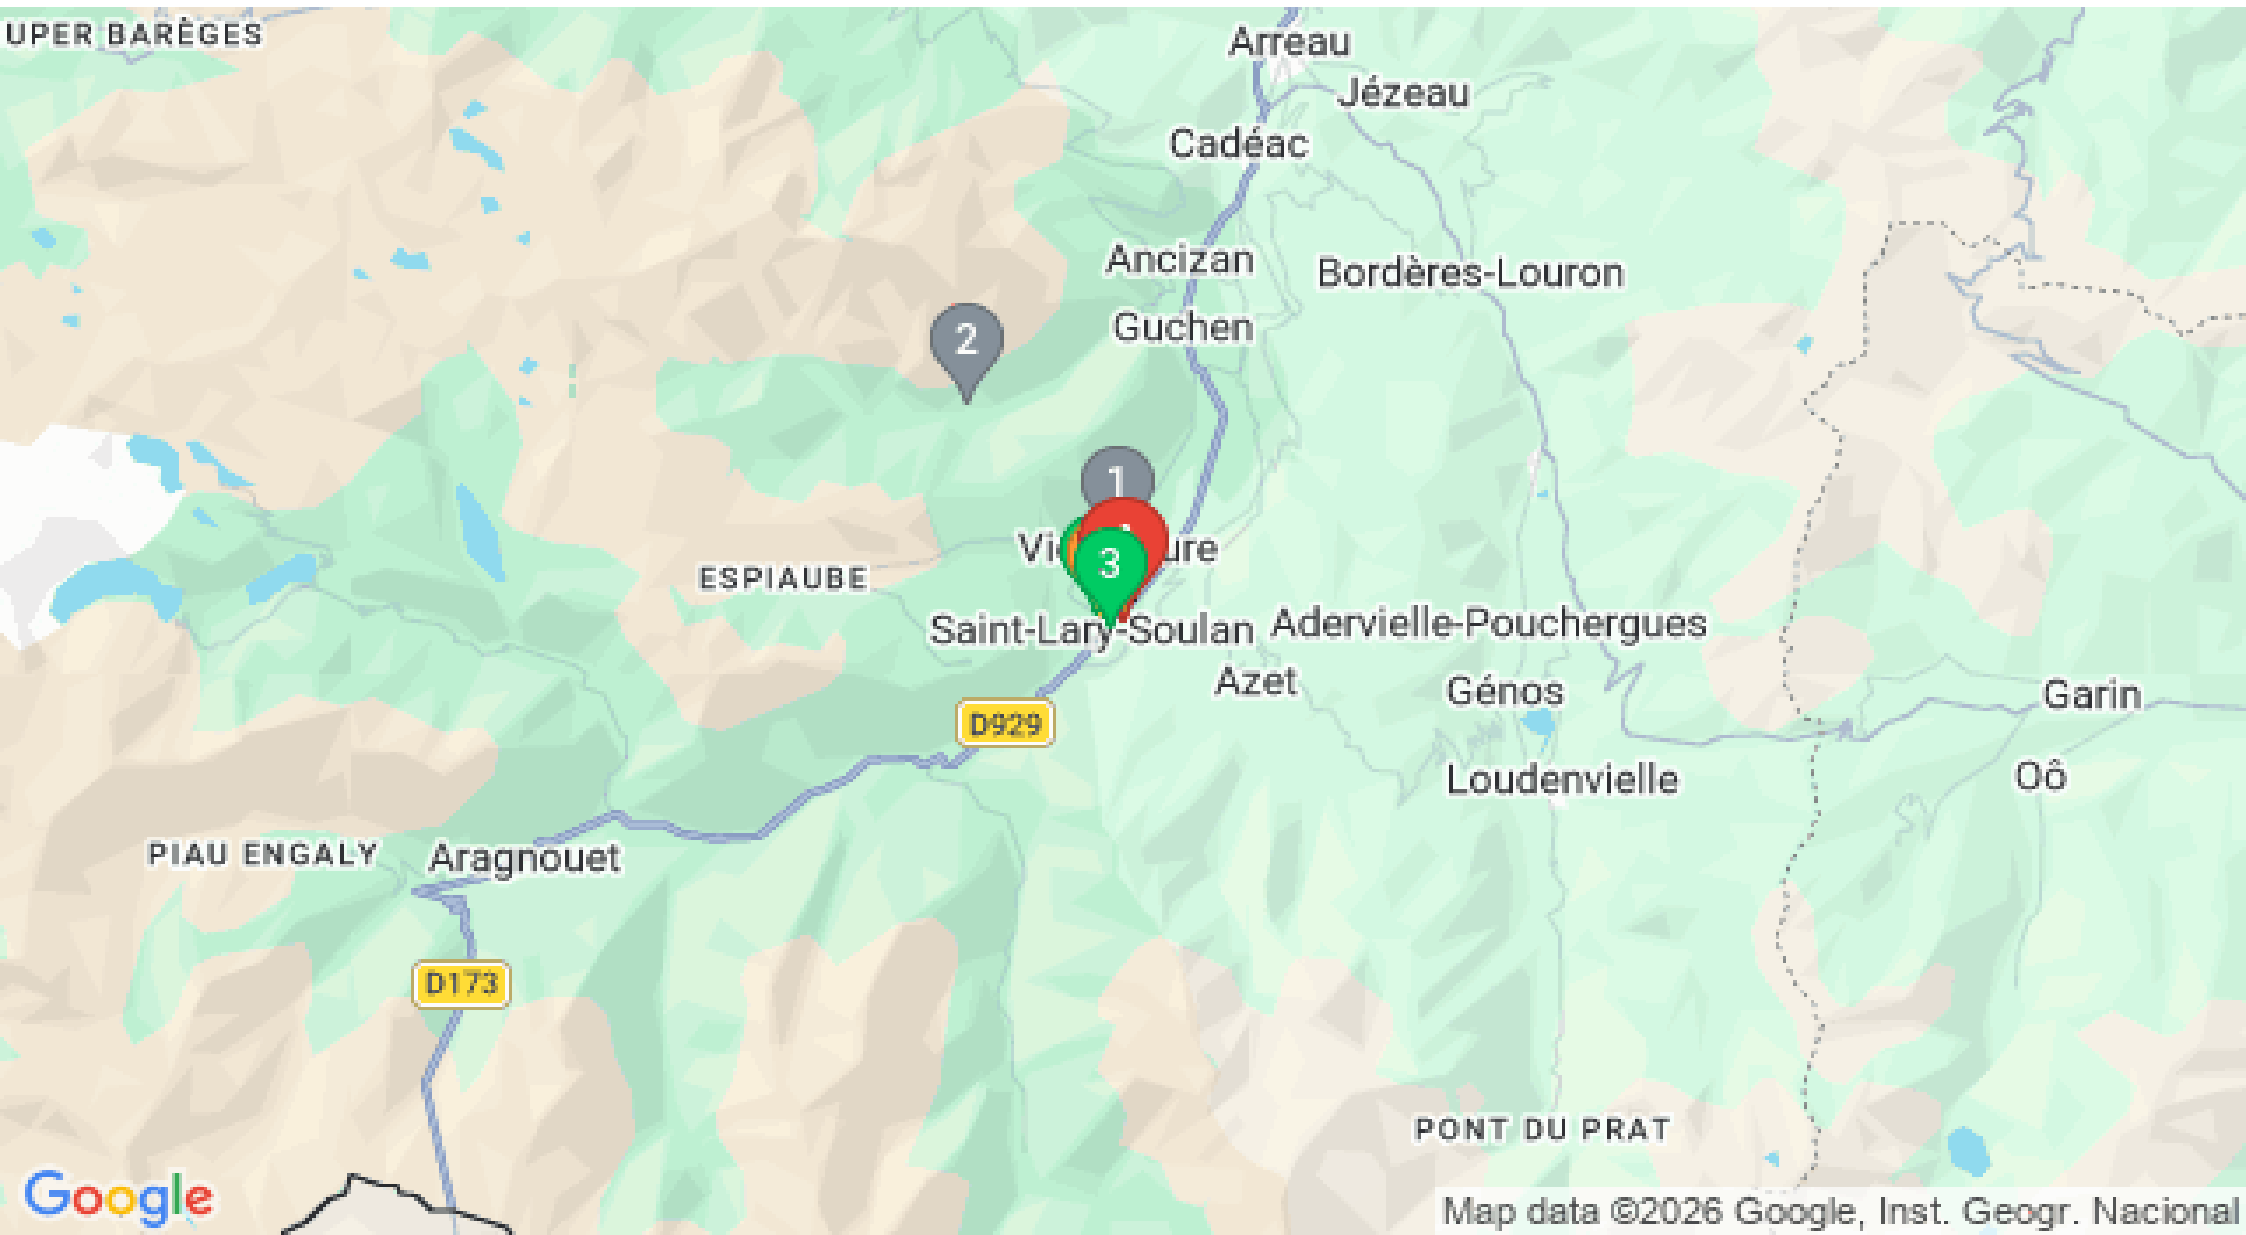 UPER BARÈGES
Arreau
Jézeau
Cadéac
Ancizan
Bordères-Louron
Guchen
2
1
3
ESPIAUBE
Saint-Lary-Soulan
Adervielle-Pouchergues
Azet
Génos
Garin
D929
Loudenvielle
Oô
PIAU ENGALY
Aragnouet
D173
PONT DU PRAT
Google
Map data ©2026 Google, Inst. Geogr. Nacional